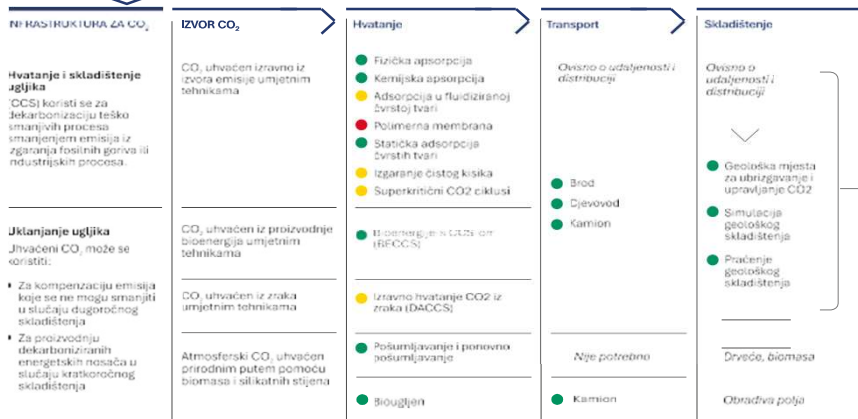 NFRASTRUKTURA ZA CO₂
Hvatanje i skladištenje
ugljika
(CCS) koristi se za
dekarbonizaciju teško
smanjivih procesa
smanjenjem emisija iz
izgaranja fosilnih goriva ili
industrijskih procesa.
Uklanjanje ugljika
Uhvaćeni CO₂ može se
koristiti:
Za kompenzaciju emisija
koje se ne mogu smanjiti
u slučaju dugoročnog
skladištenja
Za proizvodnju
dekarboniziranih
energetskih nosača u
slučaju kratkoročnog
skladištenja
IZVOR CO₂
CO₂ uhvaćen izravno iz
izvora emisije umjetnim
tehnikama
CO₂ uhvaćen iz proizvodnje
bioenergija umjetnim
tehnikama
CO₂ uhvaćen iz zraka
umjetnim tehnikama
Atmosferski CO₂ uhvaćen
prirodnim putem pomoću
biomasa i silikatnih stijena
Hvatanje
Fizička apsorpcija
Kemijska apsorpcija
Adsorpcija u fluidiziranoj
čvrstoj tvari
Polimerna membrana
Statička adsorpcija
čvrstih tvari
Izgaranje čistog kisika
Superkritični CO2 ciklusi
(BECCS)
Izravno hvatanje CO2 iz
zraka (DACCS)
Pošumljavanje i ponovno
pošumljavanje
Biougljen
Transport
Ovisno o udaljenosti i
distribuciji
Brod
Cjevovod
Kamion
Nije potrebno
Kamion
Skladištenje
Ovisno o
udaljenosti i
distribuciji
Geološka mjesta
za ubrizgavanje i
upravljanje CO2
Simulacija
geološkog
skladištenja
Praćenje
geološkog
skladištenja
Drveće, biomasa
Obradiva polja